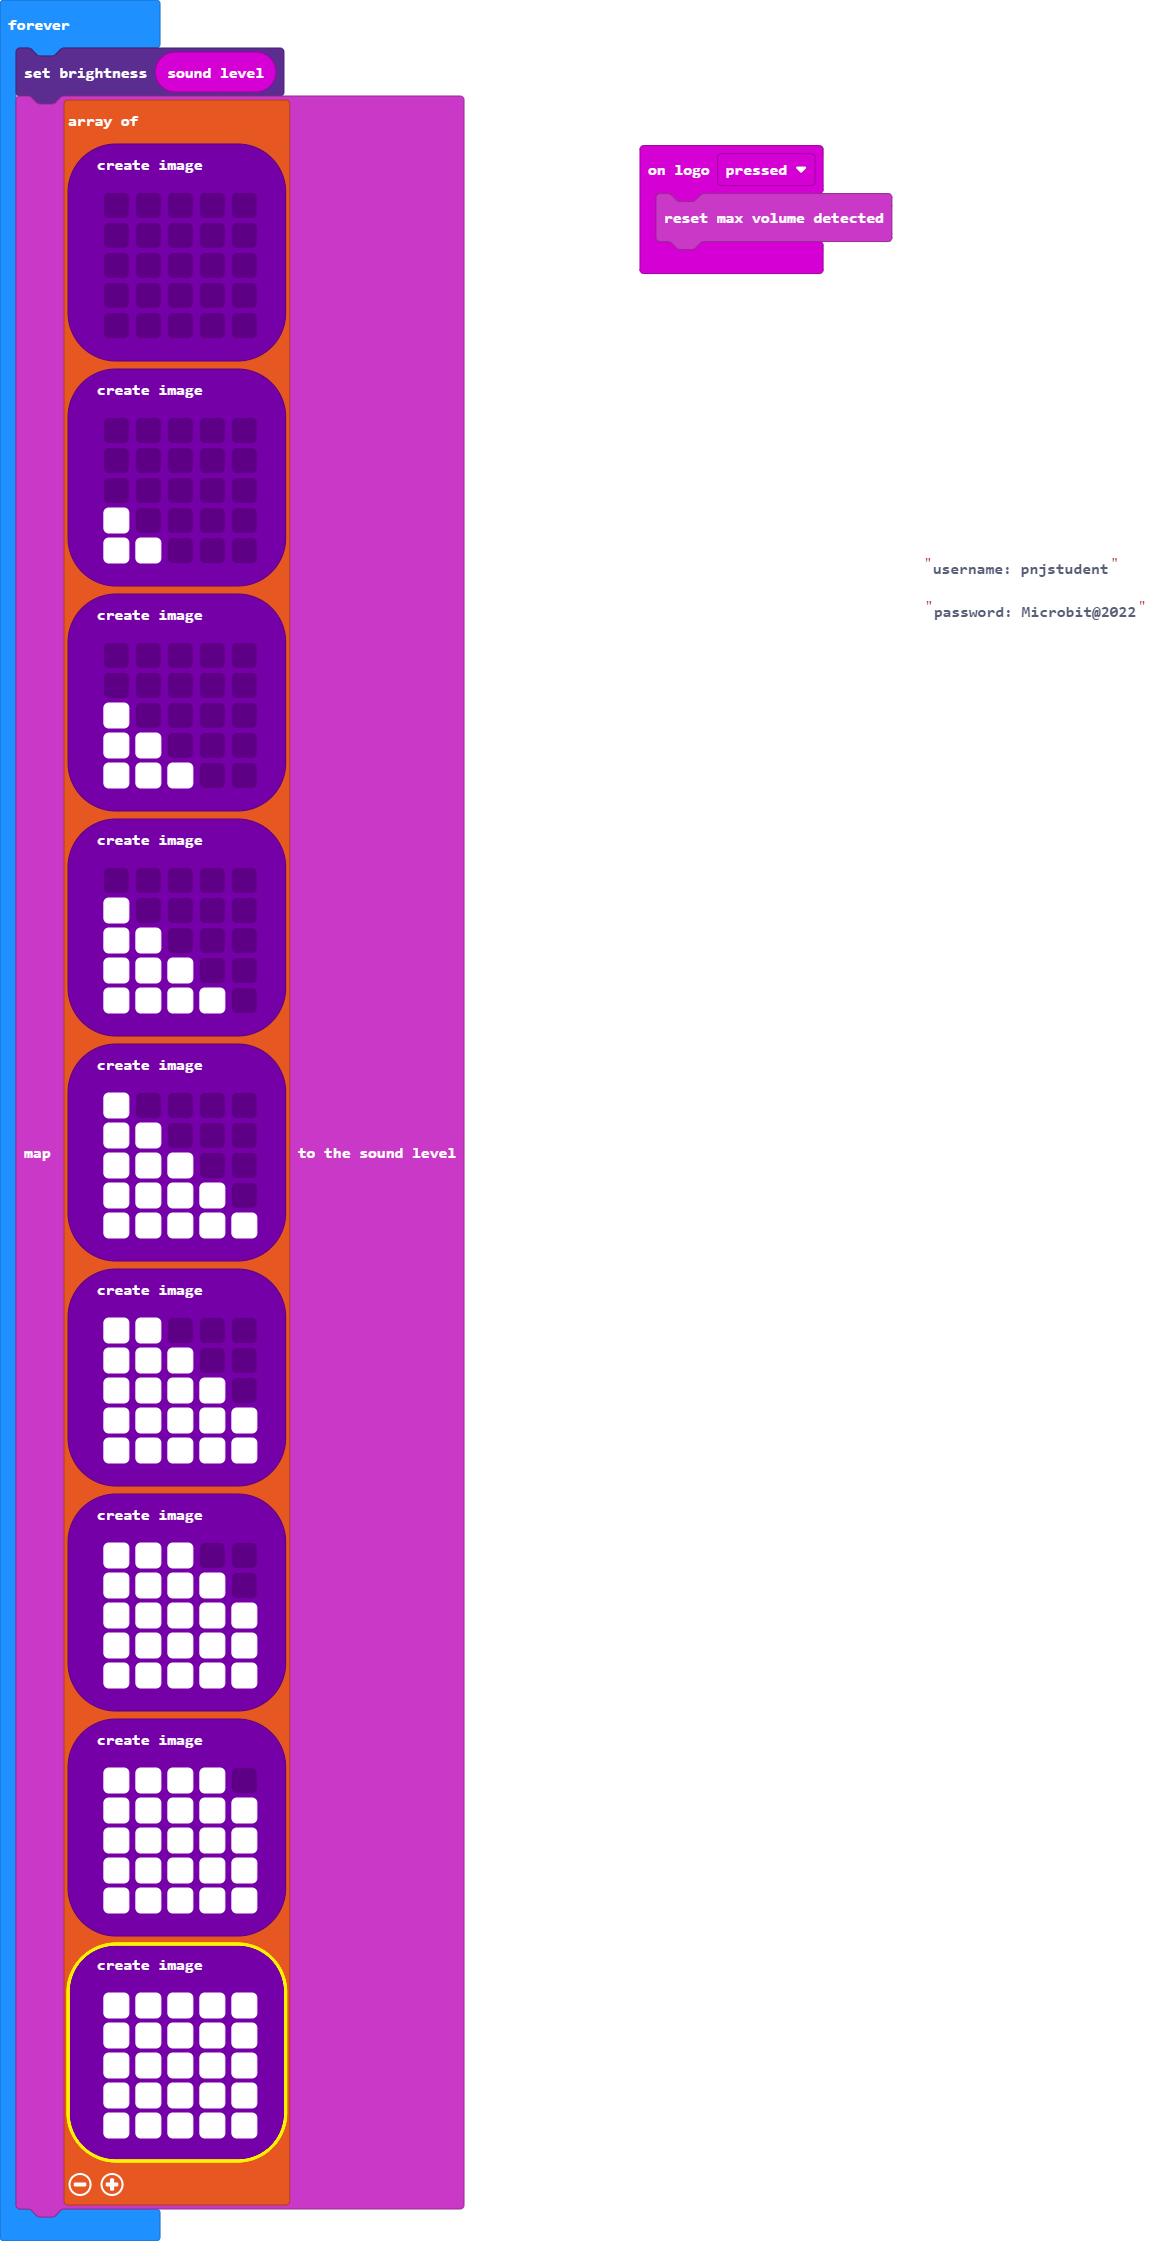 forever
set brightness sound level
array of
create image
create image
create image
create image
create image
map
to the sound level
create image
create image
create image
create image
on logo pressed
reset max volume detected
"username: pnjstudent"
"password: Microbit@2022"